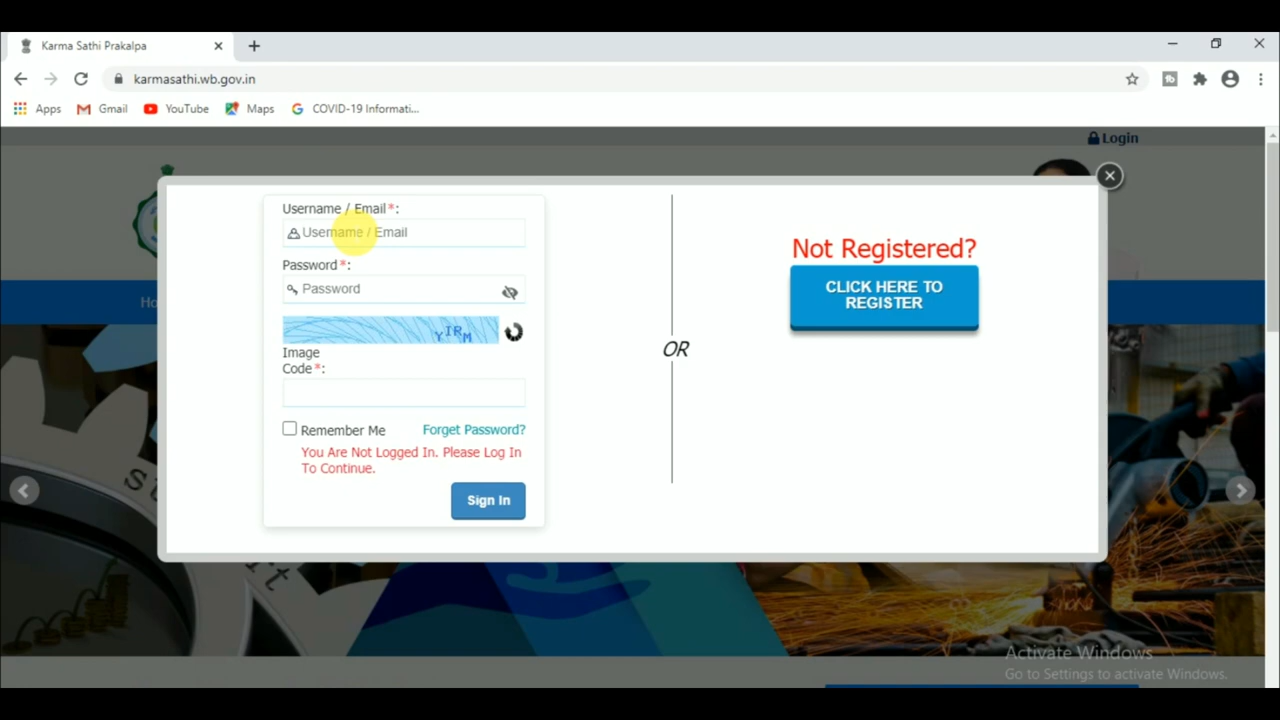 Karma Sathi Prakalpa
karmasathi.wb.gov.in
Apps Gmail YouTube Maps COVID-19 Informati...
Login
Username / Email*:
Username / Email
Password*:
Password
YIRM
Image
Code*:
Remember Me Forget Password?
You Are Not Logged In. Please Log In
To Continue.
Sign In
OR
Not Registered?
CLICK HERE TO
REGISTER
Ho
Activate Windows
Go to Settings to activate Windows.